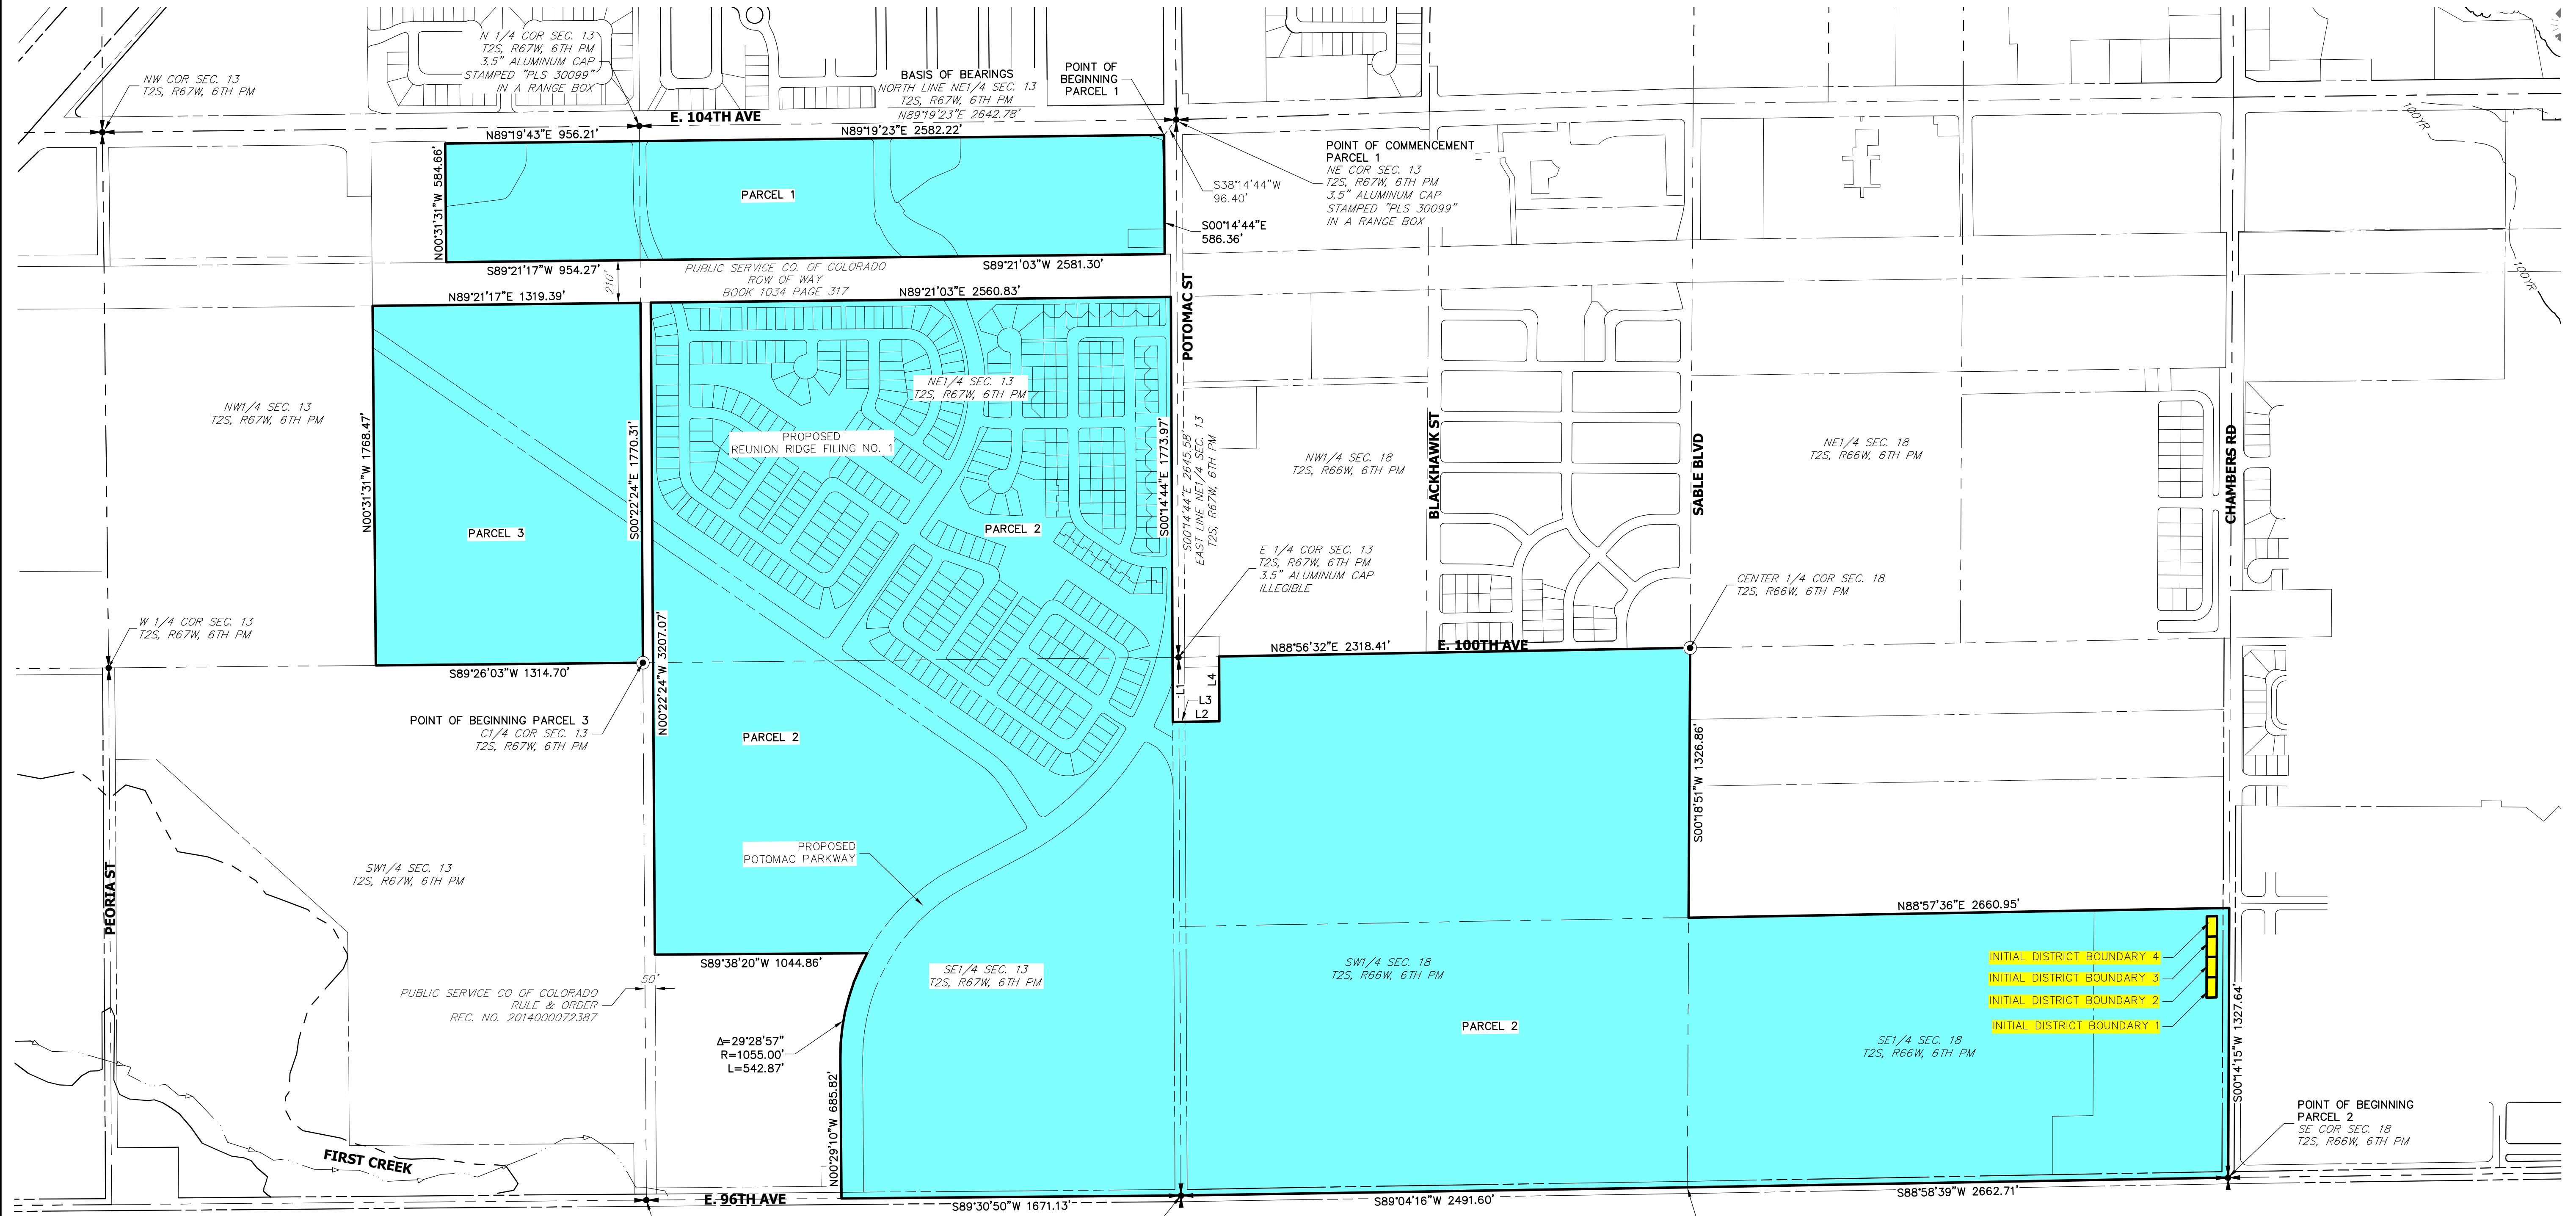 N 1/4 COR SEC. 13
T2S, R67W, 6TH PM
3.5" ALUMINUM CAP
STAMPED "PLS 30099"
IN A RANGE BOX
NW COR SEC. 13
T2S, R67W, 6TH PM
BASIS OF BEARINGS
NORTH LINE NE1/4 SEC. 13
T2S, R67W, 6TH PM
N89°19'23"E 2642.78'
POINT OF
BEGINNING
PARCEL 1
E. 104TH AVE
N89°19'43"E 956.21'
N89°19'23"E 2582.22'
POINT OF COMMENCEMENT
PARCEL 1
NE COR SEC. 13
T2S, R67W, 6TH PM
3.5" ALUMINUM CAP
STAMPED "PLS 30099"
IN A RANGE BOX
S38°14'44"W
96.40'
S00°14'44"E
586.36'
N00°31'31"W 584.66'
PARCEL 1
100YR
100YR
S89°21'17"W 954.27'
210'
PUBLIC SERVICE CO. OF COLORADO
ROW OF WAY
BOOK 1034 PAGE 317
S89°21'03"W 2581.30'
N89°21'17"E 1319.39'
N89°21'03"E 2560.83'
POTOMAC ST
NW1/4 SEC. 13
T2S, R67W, 6TH PM
N00°31'31"W 1768.47'
PARCEL 3
S00°22'24"E 1770.31'
NE1/4 SEC. 13
T2S, R67W, 6TH PM
PROPOSED
REUNION RIDGE FILING NO. 1
PARCEL 2
S00°14'44"E 1773.97'
S00°14'44"E 2645.58'
EAST LINE NE1/4 SEC. 13
T2S, R67W, 6TH PM
NW1/4 SEC. 18
T2S, R66W, 6TH PM
BLACKHAWK ST
SABLE BLVD
NE1/4 SEC. 18
T2S, R66W, 6TH PM
CHAMBERS RD
E 1/4 COR SEC. 13
T2S, R67W, 6TH PM
3.5" ALUMINUM CAP
ILLEGIBLE
CENTER 1/4 COR SEC. 18
T2S, R66W, 6TH PM
W 1/4 COR SEC. 13
T2S, R67W, 6TH PM
N88°56'32"E 2318.41'
E. 100TH AVE
S89°26'03"W 1314.70'
N00°22'24"W 3207.07'
L1
L4
L3
L2
POINT OF BEGINNING PARCEL 3
C1/4 COR SEC. 13
T2S, R67W, 6TH PM
PARCEL 2
S00°18'51"W 1326.86'
PROPOSED
POTOMAC PARKWAY
PEORIA ST
SW1/4 SEC. 13
T2S, R67W, 6TH PM
N88°57'36"E 2660.95'
S89°38'20"W 1044.86'
50'
PUBLIC SERVICE CO OF COLORADO
RULE & ORDER
REC. NO. 2014000072387
SE1/4 SEC. 13
T2S, R67W, 6TH PM
SW1/4 SEC. 18
T2S, R66W, 6TH PM
INITIAL DISTRICT BOUNDARY 4
INITIAL DISTRICT BOUNDARY 3
INITIAL DISTRICT BOUNDARY 2
INITIAL DISTRICT BOUNDARY 1
PARCEL 2
SE1/4 SEC. 18
T2S, R66W, 6TH PM
S00°14'15"W 1327.64'
Δ=29°28'57"
R=1055.00'
L=542.87'
N00°29'10"W 685.82'
POINT OF BEGINNING
PARCEL 2
SE COR SEC. 18
T2S, R66W, 6TH PM
FIRST CREEK
E. 96TH AVE
S89°30'50"W 1671.13'
S89°04'16"W 2491.60'
S88°58'39"W 2662.71'